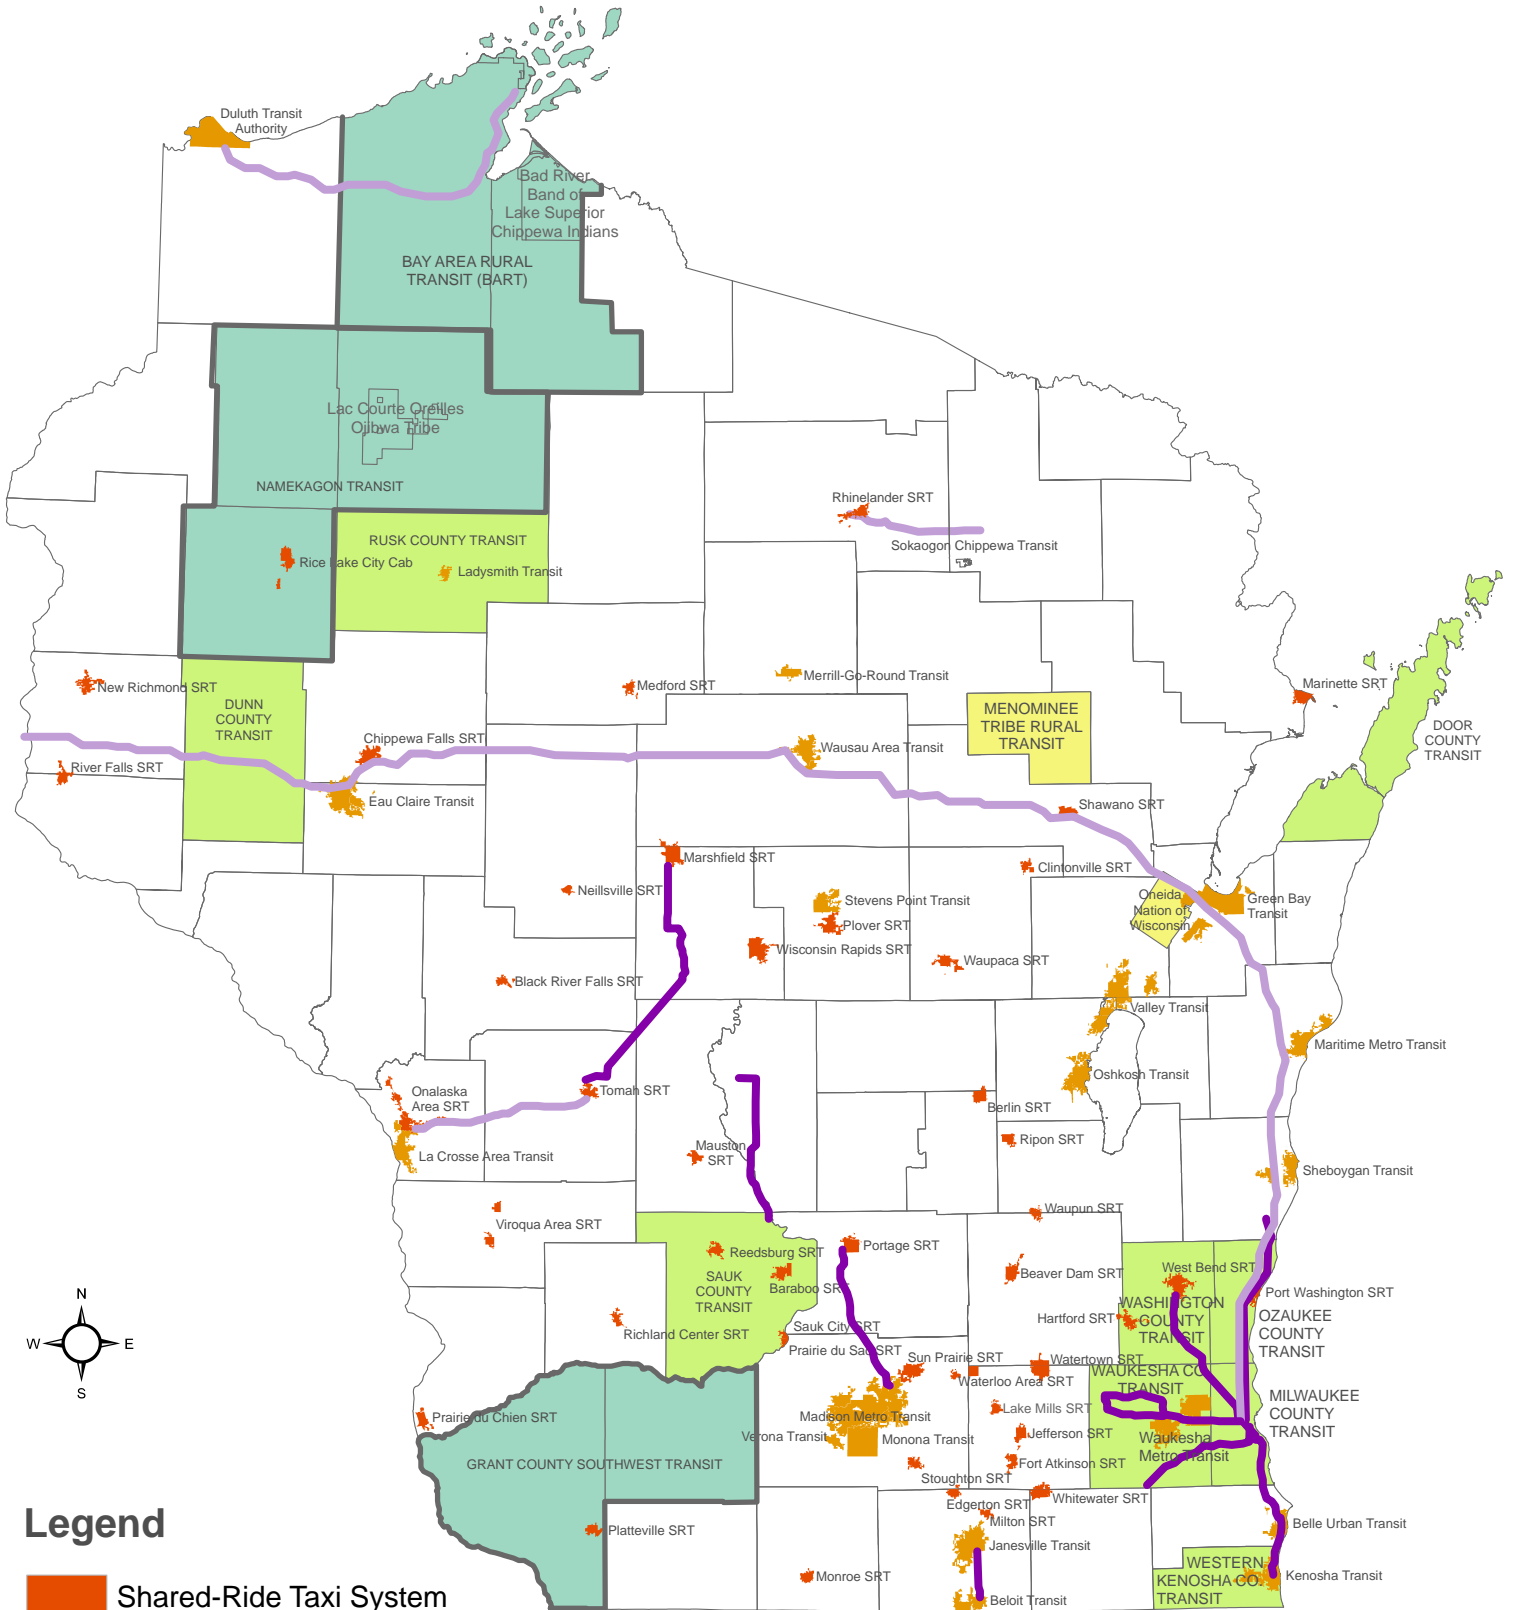 Duluth Transit
Authority
Bad River
Band of
Lake Superior
Chippewa Indians
BAY AREA RURAL
TRANSIT (BART)
Lac Courte Oreilles
Ojibwa Tribe
NAMEKAGON TRANSIT
Rhinelander SRT
RUSK COUNTY TRANSIT
Sokaogon Chippewa Transit
Rice Lake City Cab
Ladysmith Transit
New Richmond SRT
Medford SRT
Merrill-Go-Round Transit
Marinette SRT
DUNN
COUNTY
TRANSIT
MENOMINEE
TRIBE RURAL
TRANSIT
DOOR
COUNTY
TRANSIT
Chippewa Falls SRT
Wausau Area Transit
River Falls SRT
Eau Claire Transit
Shawano SRT
Marshfield SRT
Clintonville SRT
Neillsville SRT
Stevens Point Transit
Oneida
Nation of
Wisconsin
Green Bay
Transit
Plover SRT
Wisconsin Rapids SRT
Waupaca SRT
Black River Falls SRT
Valley Transit
Maritime Metro Transit
Oshkosh Transit
Onalaska
Area SRT
Tomah SRT
Berlin SRT
La Crosse Area Transit
Mauston
SRT
Ripon SRT
Sheboygan Transit
Viroqua Area SRT
Waupun SRT
Reedsburg SRT
Portage SRT
SAUK
COUNTY
TRANSIT
Baraboo SRT
Beaver Dam SRT
West Bend SRT
Port Washington SRT
WASHINGTON
COUNTY
TRANSIT
Hartford SRT
OZAUKEE
COUNTY
TRANSIT
N
W
E
S
Richland Center SRT
Sauk City SRT
Prairie du Sac SRT
Sun Prairie SRT
Watertown SRT
Waterloo Area SRT
WAUKESHA CO.
TRANSIT
MILWAUKEE
COUNTY
TRANSIT
Prairie du Chien SRT
Madison Metro Transit
Lake Mills SRT
Verona Transit
Monona Transit
Jefferson SRT
Waukesha
Metro Transit
GRANT COUNTY SOUTHWEST TRANSIT
Fort Atkinson SRT
Stoughton SRT
Whitewater SRT
Edgerton SRT
Milton SRT
Belle Urban Transit
Platteville SRT
Janesville Transit
Monroe SRT
WESTERN
KENOSHA CO.
TRANSIT
Kenosha Transit
Beloit Transit
Legend
Shared-Ride Taxi System